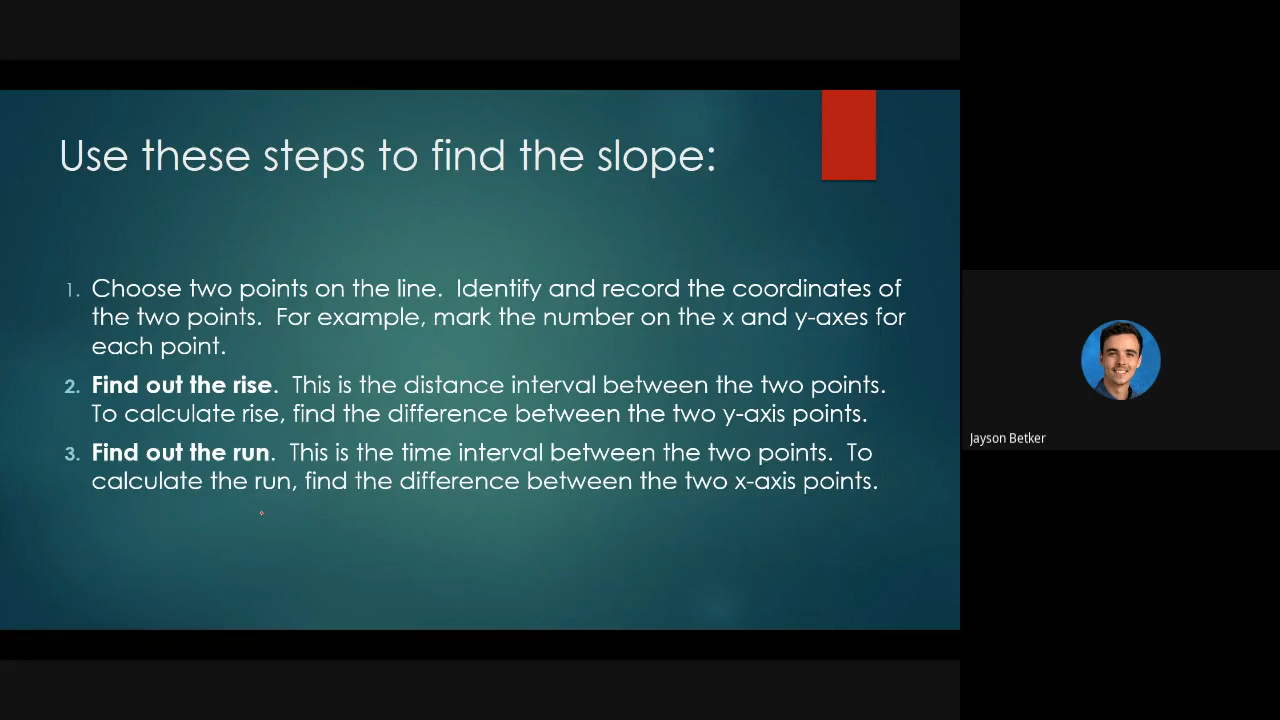 Use these steps to find the slope:
1. Choose two points on the line.  Identify and record the coordinates of
the two points.  For example, mark the number on the x and y-axes for
each point.
2. Find out the rise.  This is the distance interval between the two points.
To calculate rise, find the difference between the two y-axis points.
3. Find out the run.  This is the time interval between the two points.  To
calculate the run, find the difference between the two x-axis points.
Jayson Betker